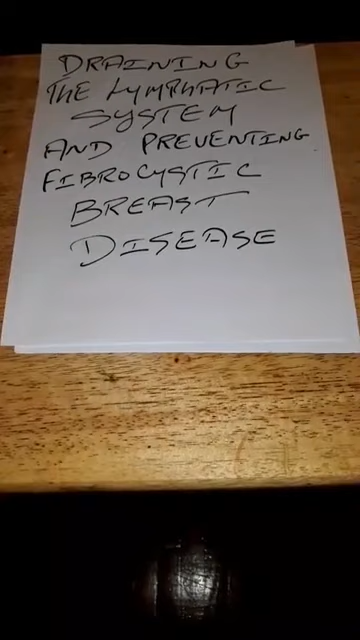 DRAINING
THE LYMPHATIC
SYSTEM
AND PREVENTING
FIBROCYSTIC
BREAST
DISEASE